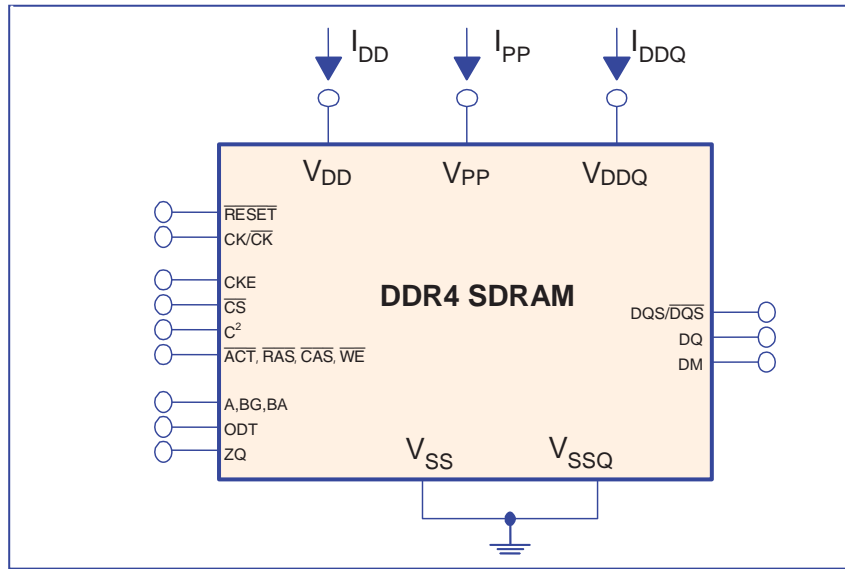 IDD IPP IDDQ
VDD VPP VDDQ
RESET
CK/CK
CKE
CS
C²
ACT, RAS, CAS, WE
A,BG,BA
ODT
ZQ
DDR4 SDRAM
DQS/DQS
DQ
DM
VSS VSSQ